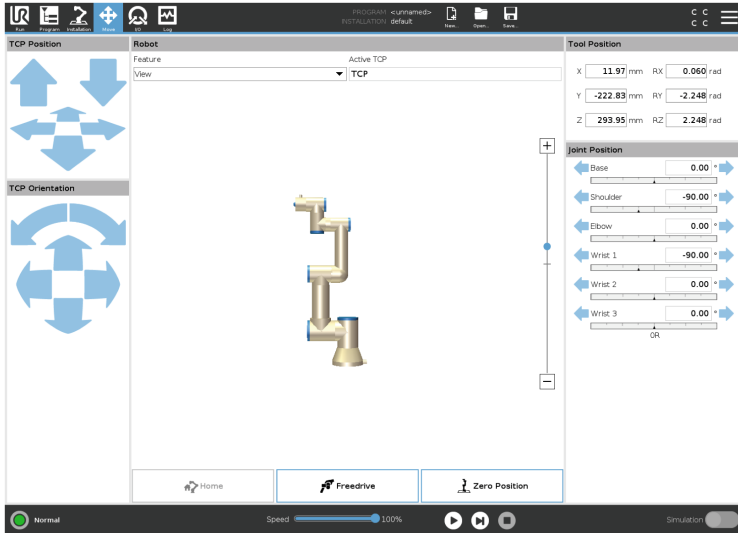 PROGRAM <unnamed>
INSTALLATION default
Run Program Installation Move I/O Log
New... Open... Save...
C C
C C
TCP Position
Robot
Tool Position
Feature
Active TCP
View
TCP
X 11.97 mm RX 0.060 rad
Y -222.83 mm RY -2.248 rad
Z 293.95 mm RZ 2.248 rad
Joint Position
Base 0.00 °
Shoulder -90.00 °
Elbow 0.00 °
Wrist 1 -90.00 °
Wrist 2 0.00 °
Wrist 3 0.00 °
0R
TCP Orientation
Home
Freedrive
Zero Position
Normal
Speed 100%
Simulation